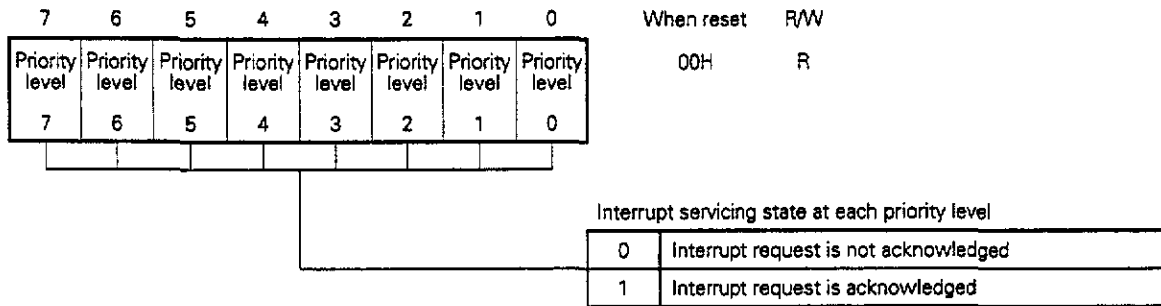 7 6 5 4 3 2 1 0 When reset R/W
Priority level 7 Priority level 6 Priority level 5 Priority level 4 Priority level 3 Priority level 2 Priority level 1 Priority level 0 00H R
Interrupt servicing state at each priority level
0 Interrupt request is not acknowledged
1 Interrupt request is acknowledged